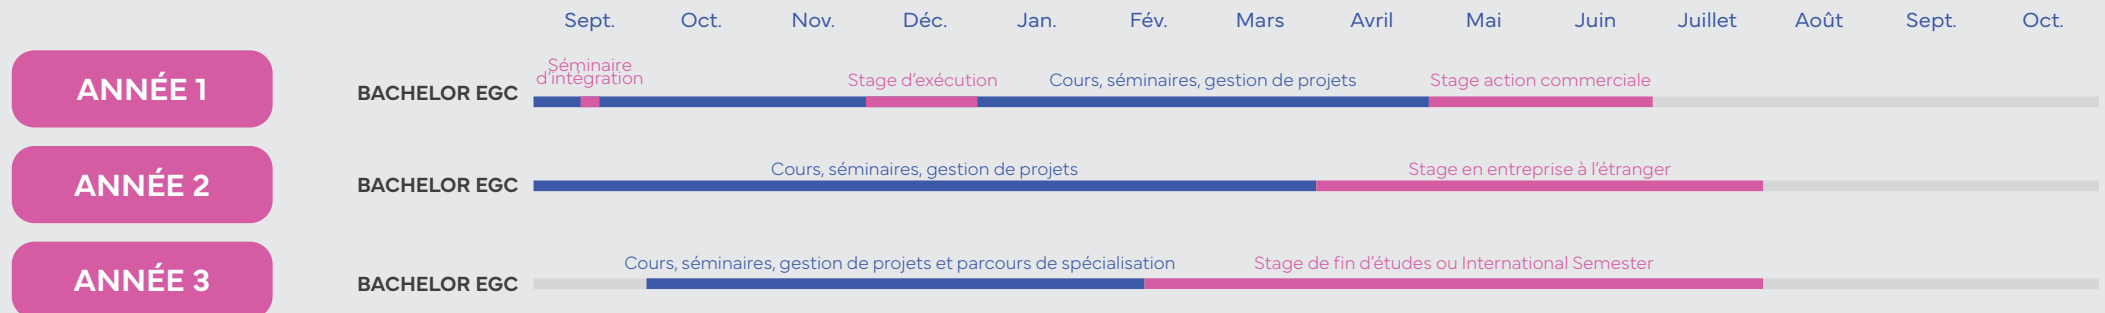 Sept. Oct. Nov. Déc. Jan. Fév. Mars Avril Mai Juin Juillet Août Sept. Oct.
ANNÉE 1
BACHELOR EGC
Séminaire
d'intégration
Stage d'exécution
Cours, séminaires, gestion de projets
Stage action commerciale
ANNÉE 2
BACHELOR EGC
Cours, séminaires, gestion de projets
Stage en entreprise à l'étranger
ANNÉE 3
BACHELOR EGC
Cours, séminaires, gestion de projets et parcours de spécialisation
Stage de fin d'études ou International Semester